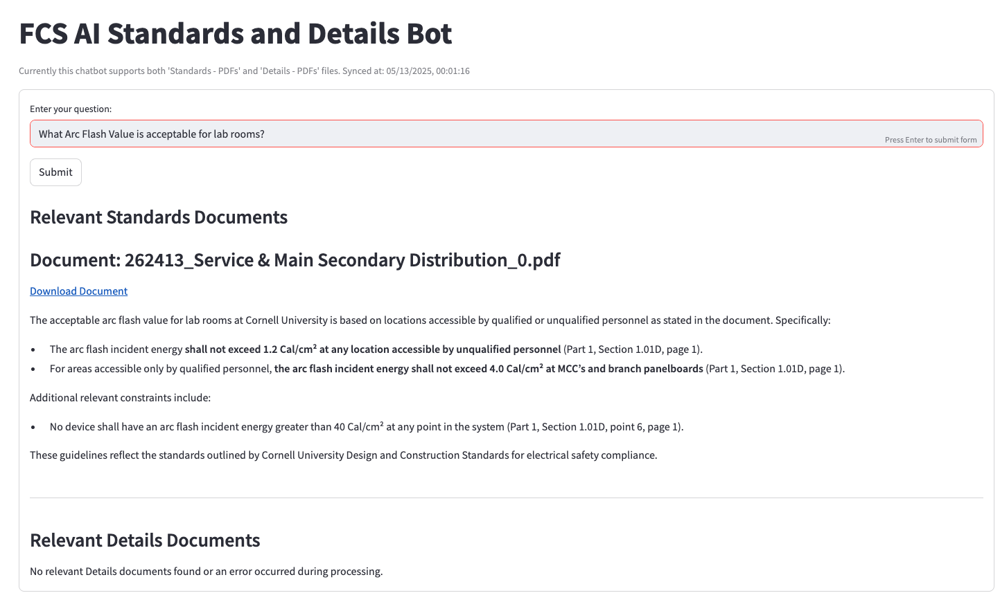 FCS AI Standards and Details Bot
Currently this chatbot supports both 'Standards - PDFs' and 'Details - PDFs' files. Synced at: 05/13/2025, 00:01:16
Enter your question:
What Arc Flash Value is acceptable for lab rooms?
Press Enter to submit form
Submit
Relevant Standards Documents
Document: 262413_Service & Main Secondary Distribution_0.pdf
Download Document
The acceptable arc flash value for lab rooms at Cornell University is based on locations accessible by qualified or unqualified personnel as stated in the document. Specifically:
• The arc flash incident energy shall not exceed 1.2 Cal/cm² at any location accessible by unqualified personnel (Part 1, Section 1.01D, page 1).
• For areas accessible only by qualified personnel, the arc flash incident energy shall not exceed 4.0 Cal/cm² at MCC’s and branch panelboards (Part 1, Section 1.01D, page 1).
Additional relevant constraints include:
• No device shall have an arc flash incident energy greater than 40 Cal/cm² at any point in the system (Part 1, Section 1.01D, point 6, page 1).
These guidelines reflect the standards outlined by Cornell University Design and Construction Standards for electrical safety compliance.
Relevant Details Documents
No relevant Details documents found or an error occurred during processing.